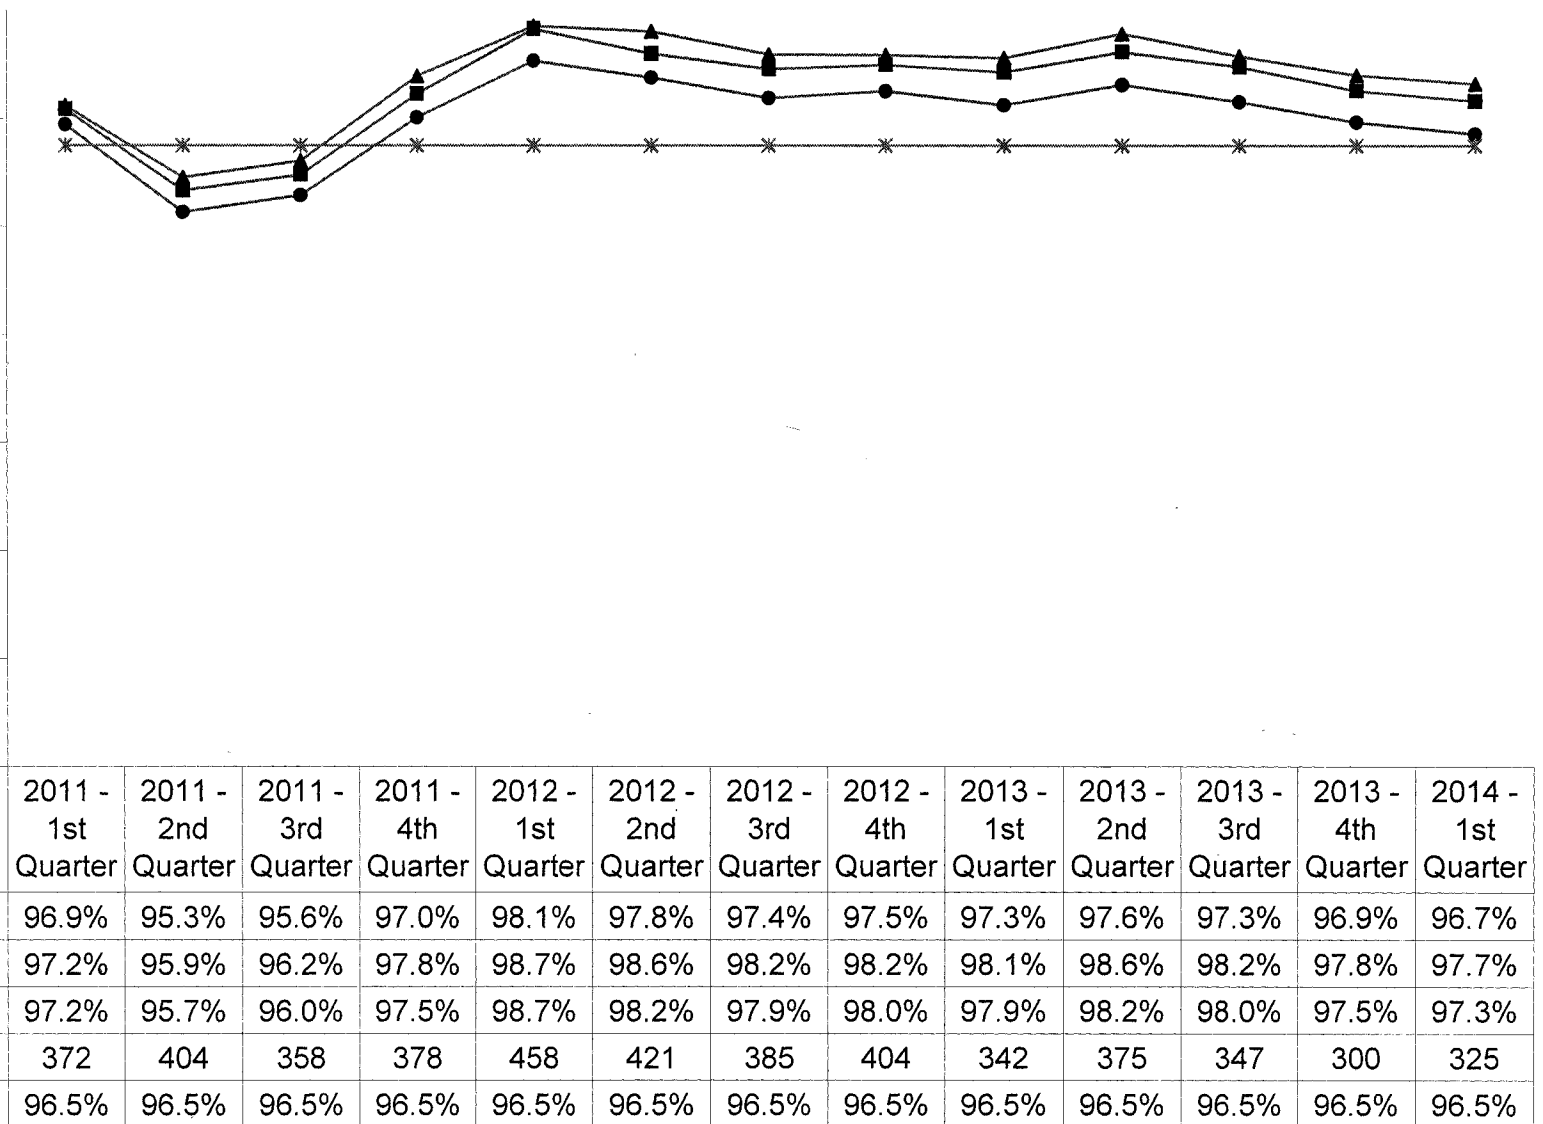 2011 - 2011 - 2011 - 2011 - 2012 - 2012 - 2012 - 2012 - 2013 - 2013 - 2013 - 2013 - 2014 -
1st 2nd 3rd 4th 1st 2nd 3rd 4th 1st 2nd 3rd 4th 1st
Quarter Quarter Quarter Quarter Quarter Quarter Quarter Quarter Quarter Quarter Quarter Quarter Quarter
96.9% 95.3% 95.6% 97.0% 98.1% 97.8% 97.4% 97.5% 97.3% 97.6% 97.3% 96.9% 96.7%
97.2% 95.9% 96.2% 97.8% 98.7% 98.6% 98.2% 98.2% 98.1% 98.6% 98.2% 97.8% 97.7%
97.2% 95.7% 96.0% 97.5% 98.7% 98.2% 97.9% 98.0% 97.9% 98.2% 98.0% 97.5% 97.3%
372 404 358 378 458 421 385 404 342 375 347 300 325
96.5% 96.5% 96.5% 96.5% 96.5% 96.5% 96.5% 96.5% 96.5% 96.5% 96.5% 96.5% 96.5%